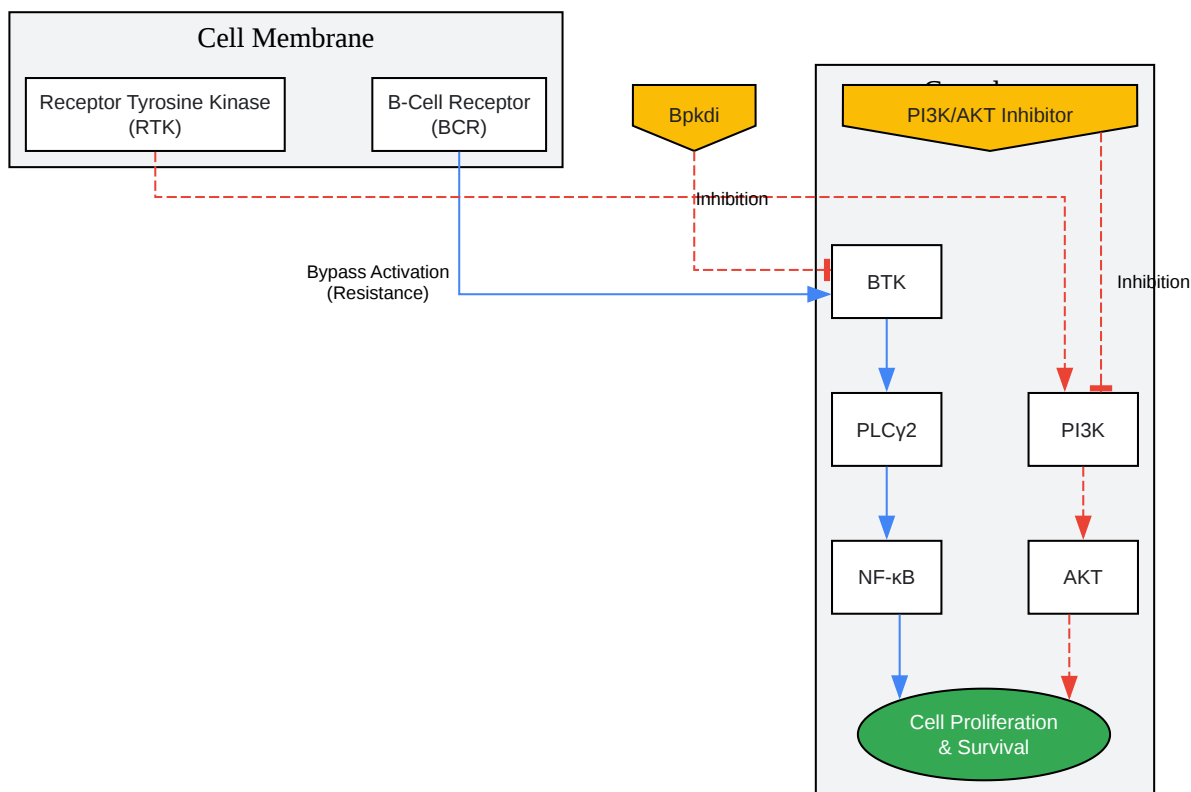 Cell Membrane
Receptor Tyrosine Kinase
(RTK)
B-Cell Receptor
(BCR)
Bpkdi
PI3K/AKT Inhibitor
Inhibition
Bypass Activation
(Resistance)
BTK
Inhibition
PLCγ2
PI3K
NF-κB
AKT
Cell Proliferation
& Survival